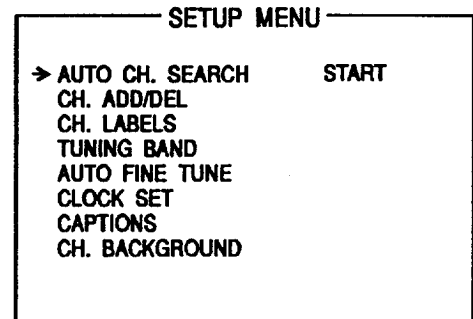 SETUP MENU
→ AUTO CH. SEARCH START
CH. ADD/DEL
CH. LABELS
TUNING BAND
AUTO FINE TUNE
CLOCK SET
CAPTIONS
CH. BACKGROUND